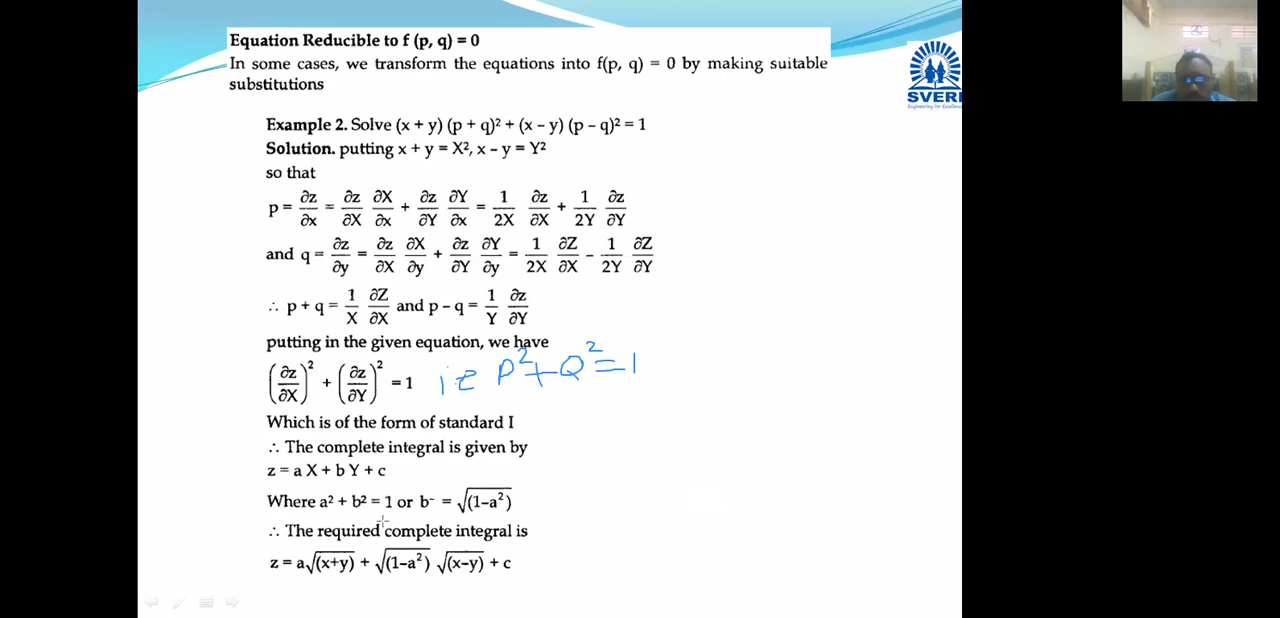 Equation Reducible to f (p, q) = 0
In some cases, we transform the equations into f(p, q) = 0 by making suitable
substitutions
SVERI
Engineering for Excellence
Example 2. Solve (x + y) (p + q)² + (x – y) (p – q)² = 1
Solution. putting x + y = X², x – y = Y²
so that
p = ∂z/∂x = ∂z/∂X ∂X/∂x + ∂z/∂Y ∂Y/∂x = 1/2X ∂z/∂X + 1/2Y ∂z/∂Y
and q = ∂z/∂y = ∂z/∂X ∂X/∂y + ∂z/∂Y ∂Y/∂y = 1/2X ∂Z/∂X – 1/2Y ∂Z/∂Y
∴ p + q = 1/X ∂Z/∂X and p – q = 1/Y ∂z/∂Y
putting in the given equation, we have
(∂z/∂X)² + (∂z/∂Y)² = 1 ie P² + Q² = 1
Which is of the form of standard I
∴ The complete integral is given by
z = a X + b Y + c
Where a² + b² = 1 or b⁻ = √(1–a²)
∴ The required complete integral is
z = a√(x+y) + √(1–a²) √(x–y) + c